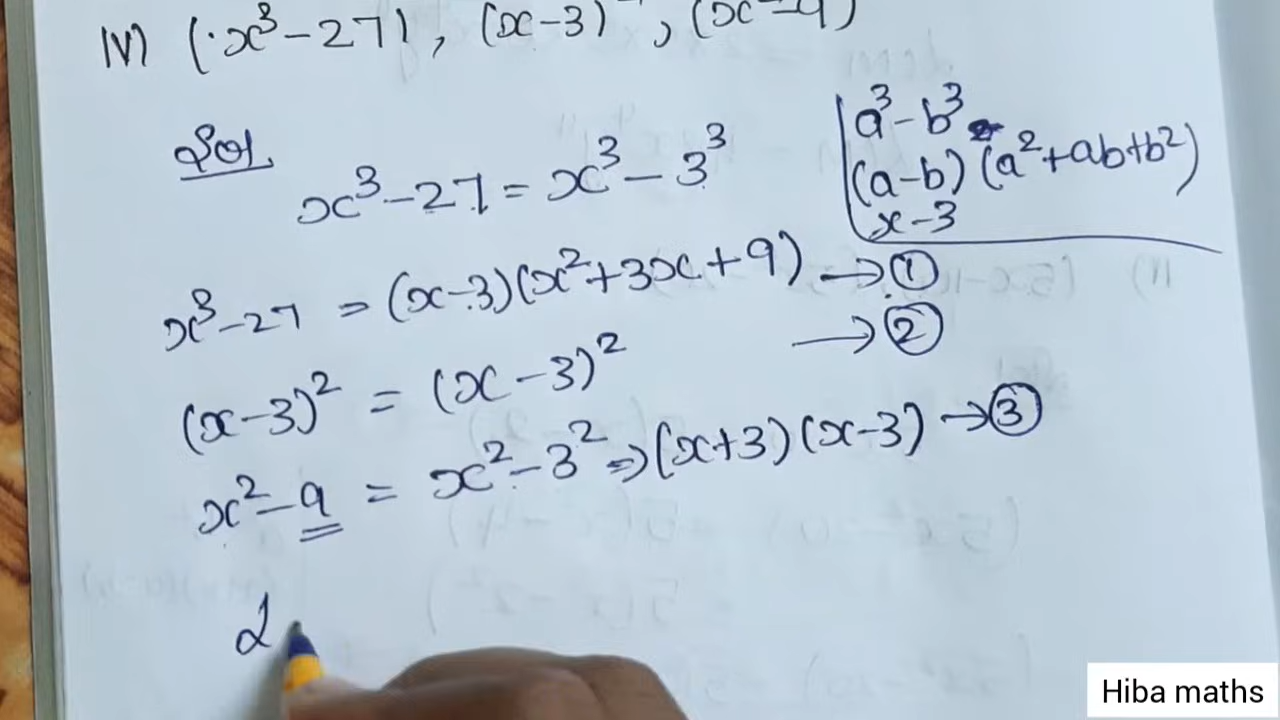 IV) (x³-27), (x-3)², (x²-9)
Sol
x³-27 = x³-3³
a³-b³
(a-b)(a²+ab+b²)
x-3
x³-27 = (x-3)(x²+3x+9) → ①
(x-3)² = (x-3)² → ②
x²-9 = x²-3² ⇒ (x+3)(x-3) → ③
Hiba maths